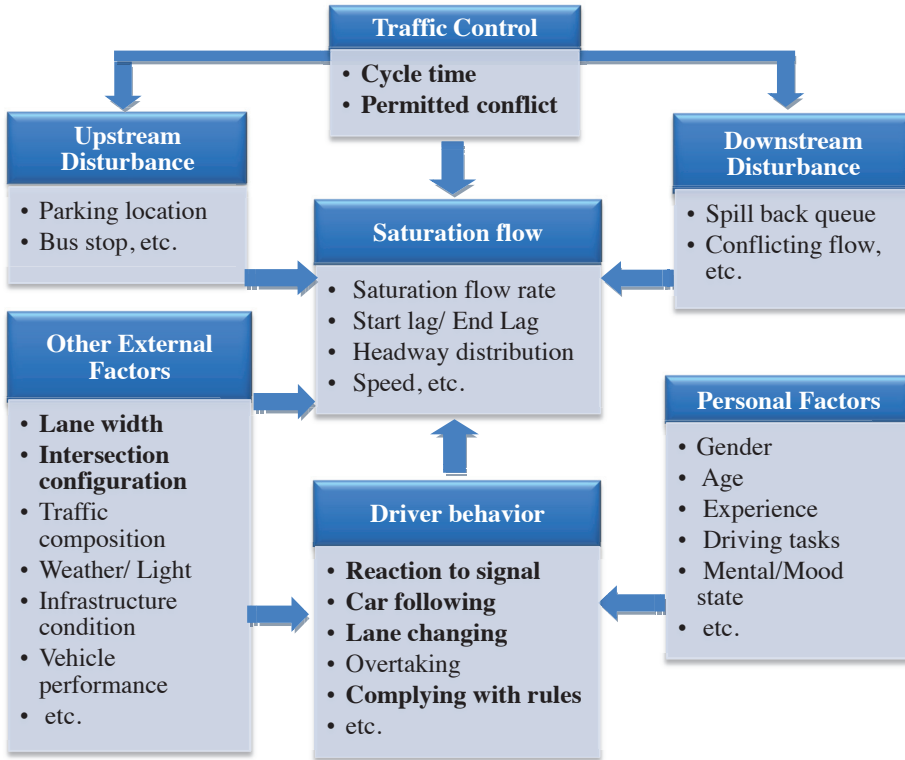 Traffic Control
• Cycle time
• Permitted conflict
Upstream
Disturbance
• Parking location
• Bus stop, etc.
Downstream
Disturbance
• Spill back queue
• Conflicting flow,
etc.
Saturation flow
• Saturation flow rate
• Start lag/ End Lag
• Headway distribution
• Speed, etc.
Other External
Factors
• Lane width
• Intersection
configuration
• Traffic
composition
• Weather/ Light
• Infrastructure
condition
• Vehicle
performance
• etc.
Driver behavior
• Reaction to signal
• Car following
• Lane changing
• Overtaking
• Complying with rules
• etc.
Personal Factors
• Gender
• Age
• Experience
• Driving tasks
• Mental/Mood
state
• etc.